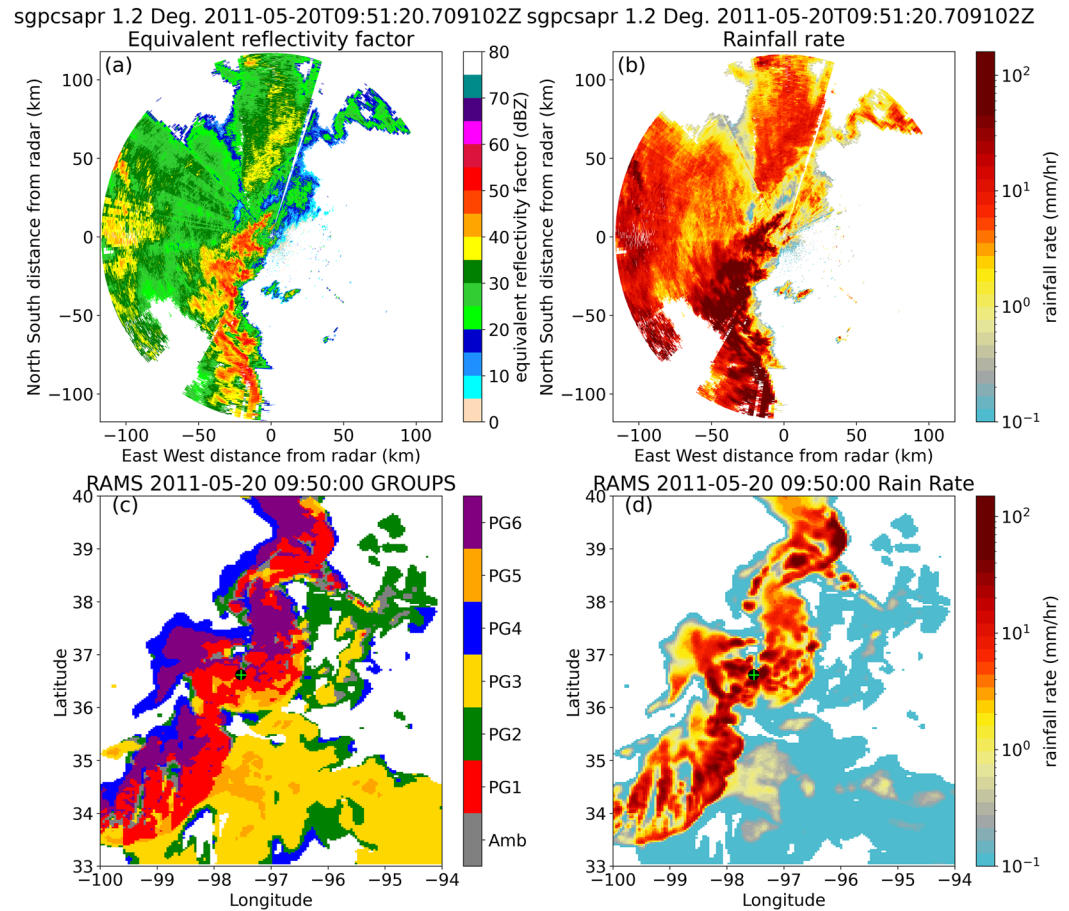 sgpcsapr 1.2 Deg. 2011-05-20T09:51:20.709102Z
Equivalent reflectivity factor
(a)
100
50
0
−50
−100
North South distance from radar (km)
−100 −50 0 50 100
East West distance from radar (km)
80
70
60
50
40
30
20
10
0
equivalent reflectivity factor (dBZ)
sgpcsapr 1.2 Deg. 2011-05-20T09:51:20.709102Z
Rainfall rate
(b)
100
50
0
−50
−100
North South distance from radar (km)
−100 −50 0 50 100
East West distance from radar (km)
10²
10¹
10⁰
10⁻¹
rainfall rate (mm/hr)
RAMS 2011-05-20 09:50:00 GROUPS
(c)
40
39
38
37
36
35
34
33
Latitude
−100 −99 −98 −97 −96 −95 −94
Longitude
PG6
PG5
PG4
PG3
PG2
PG1
Amb
RAMS 2011-05-20 09:50:00 Rain Rate
(d)
40
39
38
37
36
35
34
33
Latitude
−100 −99 −98 −97 −96 −95 −94
Longitude
10²
10¹
10⁰
10⁻¹
rainfall rate (mm/hr)